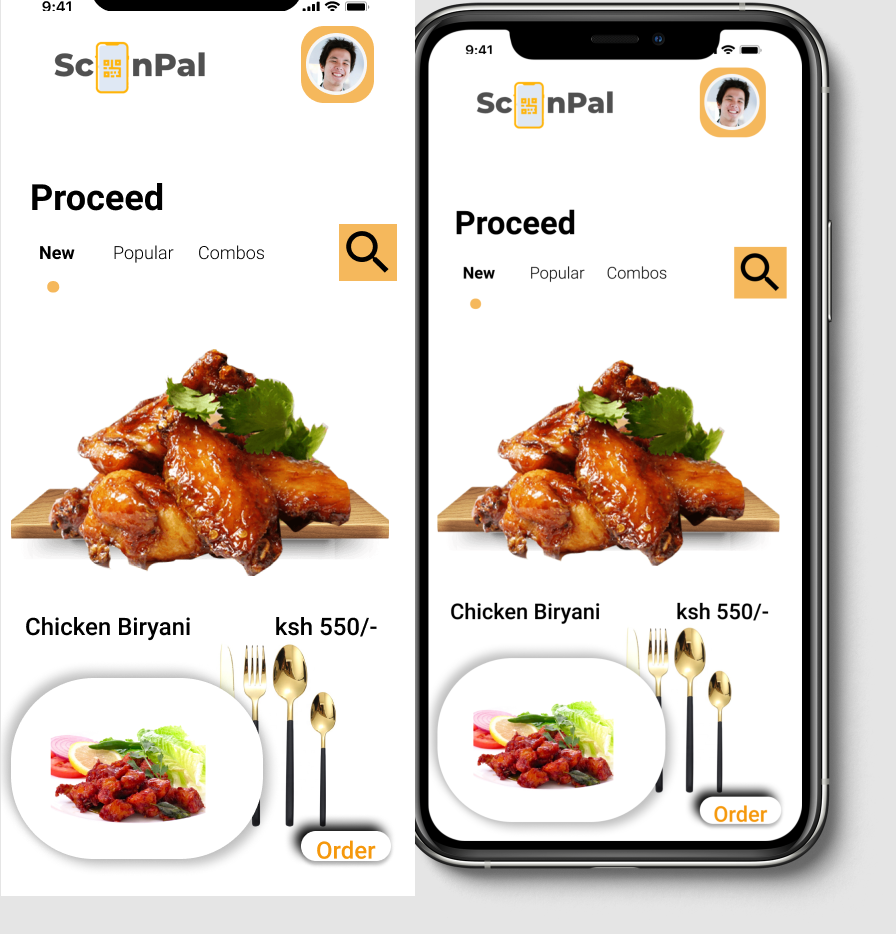 9:41
Sc nPal
Proceed
New Popular Combos
Chicken Biryani ksh 550/-
Order
9:41
Sc nPal
Proceed
New Popular Combos
Chicken Biryani ksh 550/-
Order